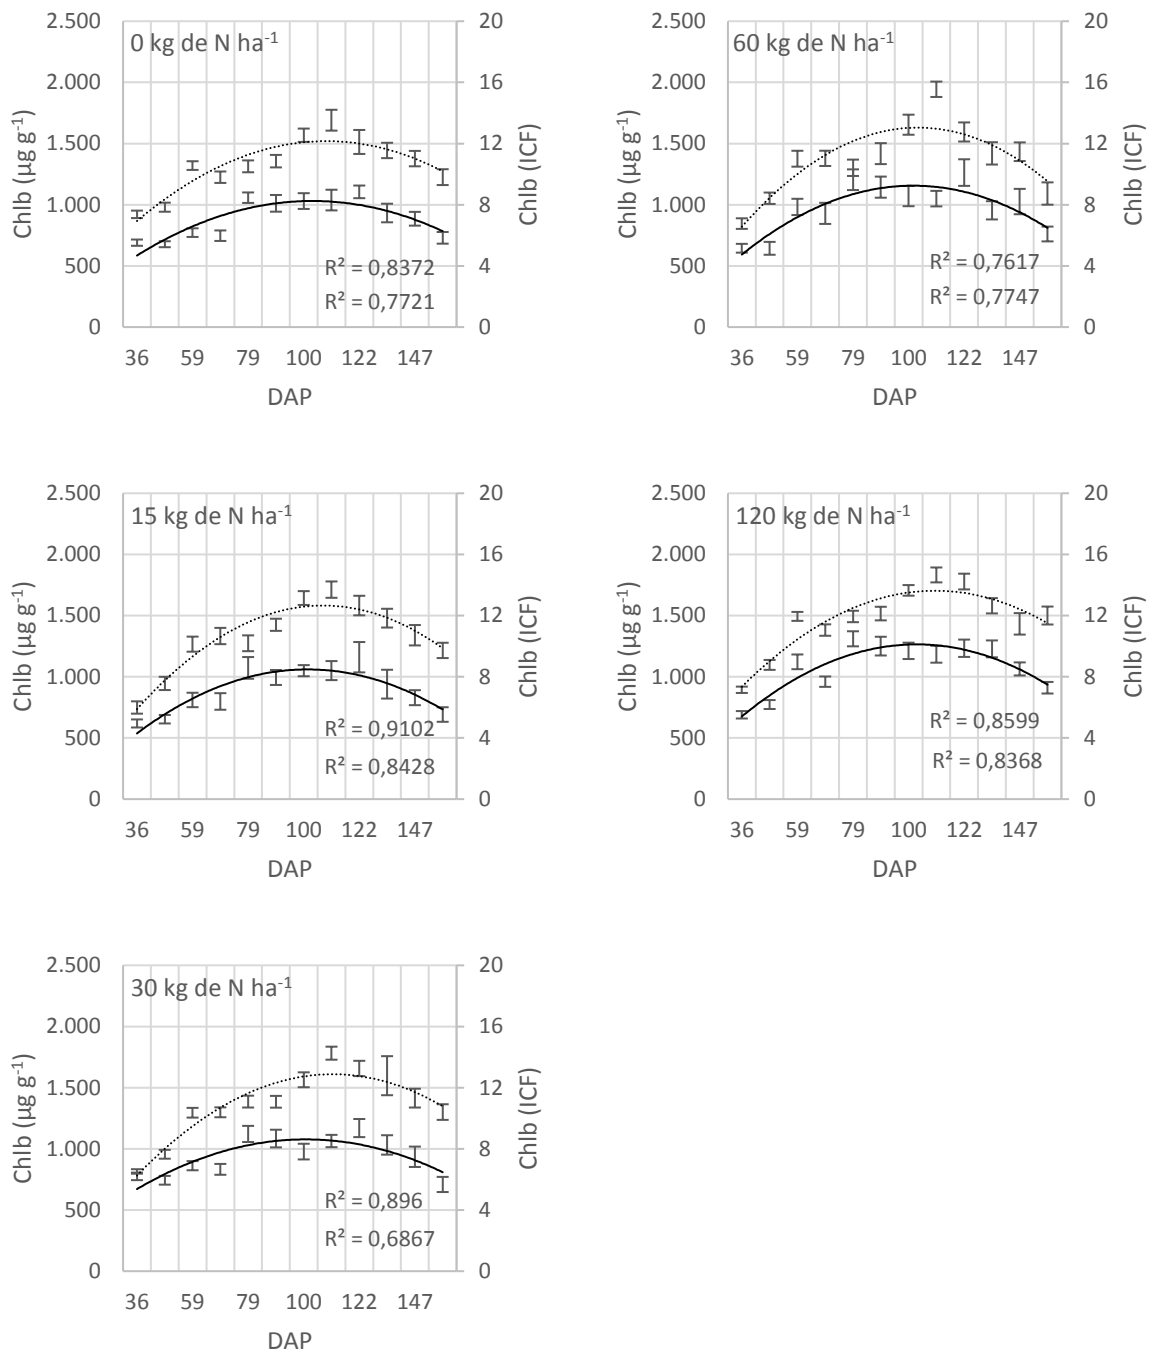 0 kg de N ha⁻¹
Chlb (µg g⁻¹)
2.500
2.000
1.500
1.000
500
0
20
16
12
8
4
0
Chlb (ICF)
R² = 0,8372
R² = 0,7721
36 59 79 100 122 147
DAP
60 kg de N ha⁻¹
Chlb (µg g⁻¹)
2.500
2.000
1.500
1.000
500
0
20
16
12
8
4
0
Chlb (ICF)
R² = 0,7617
R² = 0,7747
36 59 79 100 122 147
DAP
15 kg de N ha⁻¹
Chlb (µg g⁻¹)
2.500
2.000
1.500
1.000
500
0
20
16
12
8
4
0
Chlb (ICF)
R² = 0,9102
R² = 0,8428
36 59 79 100 122 147
DAP
120 kg de N ha⁻¹
Chlb (µg g⁻¹)
2.500
2.000
1.500
1.000
500
0
20
16
12
8
4
0
Chlb (ICF)
R² = 0,8599
R² = 0,8368
36 59 79 100 122 147
DAP
30 kg de N ha⁻¹
Chlb (µg g⁻¹)
2.500
2.000
1.500
1.000
500
0
20
16
12
8
4
0
Chlb (ICF)
R² = 0,896
R² = 0,6867
36 59 79 100 122 147
DAP